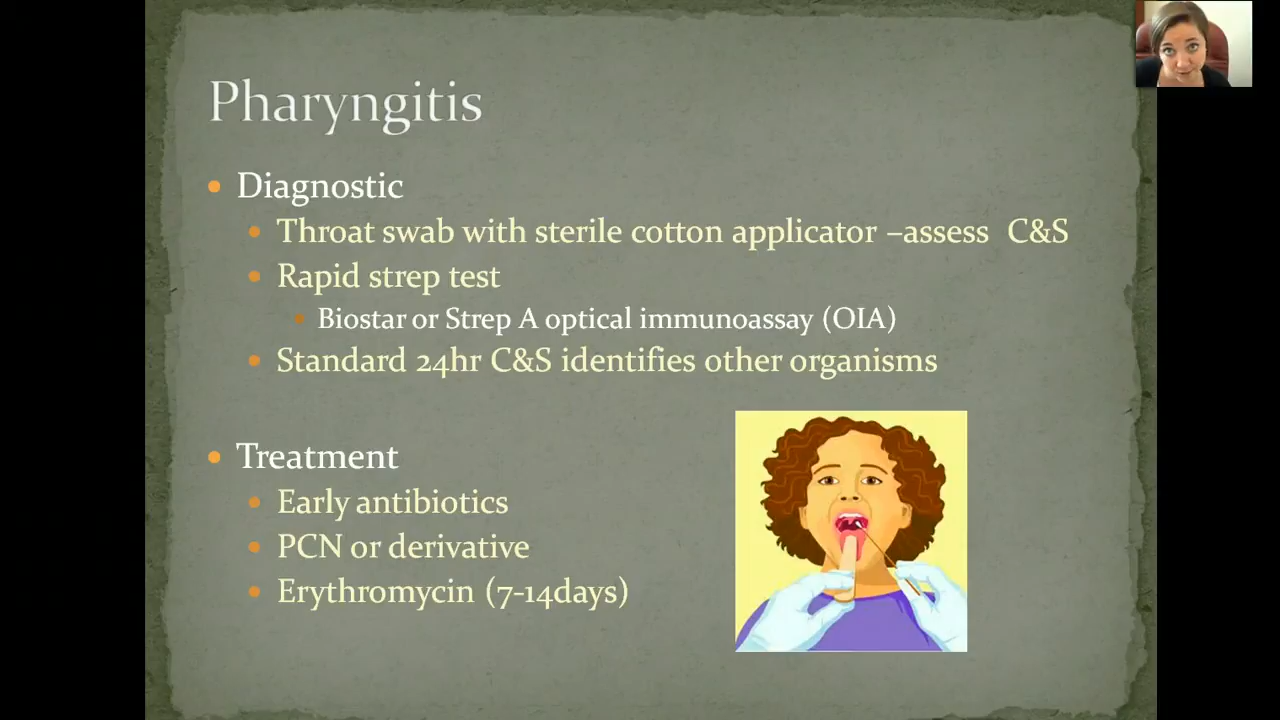 Pharyngitis
Diagnostic
Throat swab with sterile cotton applicator –assess C&S
Rapid strep test
Biostar or Strep A optical immunoassay (OIA)
Standard 24hr C&S identifies other organisms
Treatment
Early antibiotics
PCN or derivative
Erythromycin (7-14days)